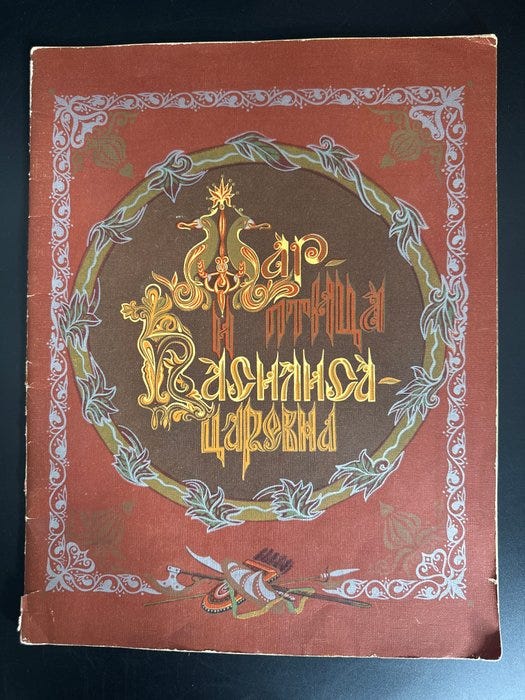 Жар-
птица
и
Василиса-
царевна